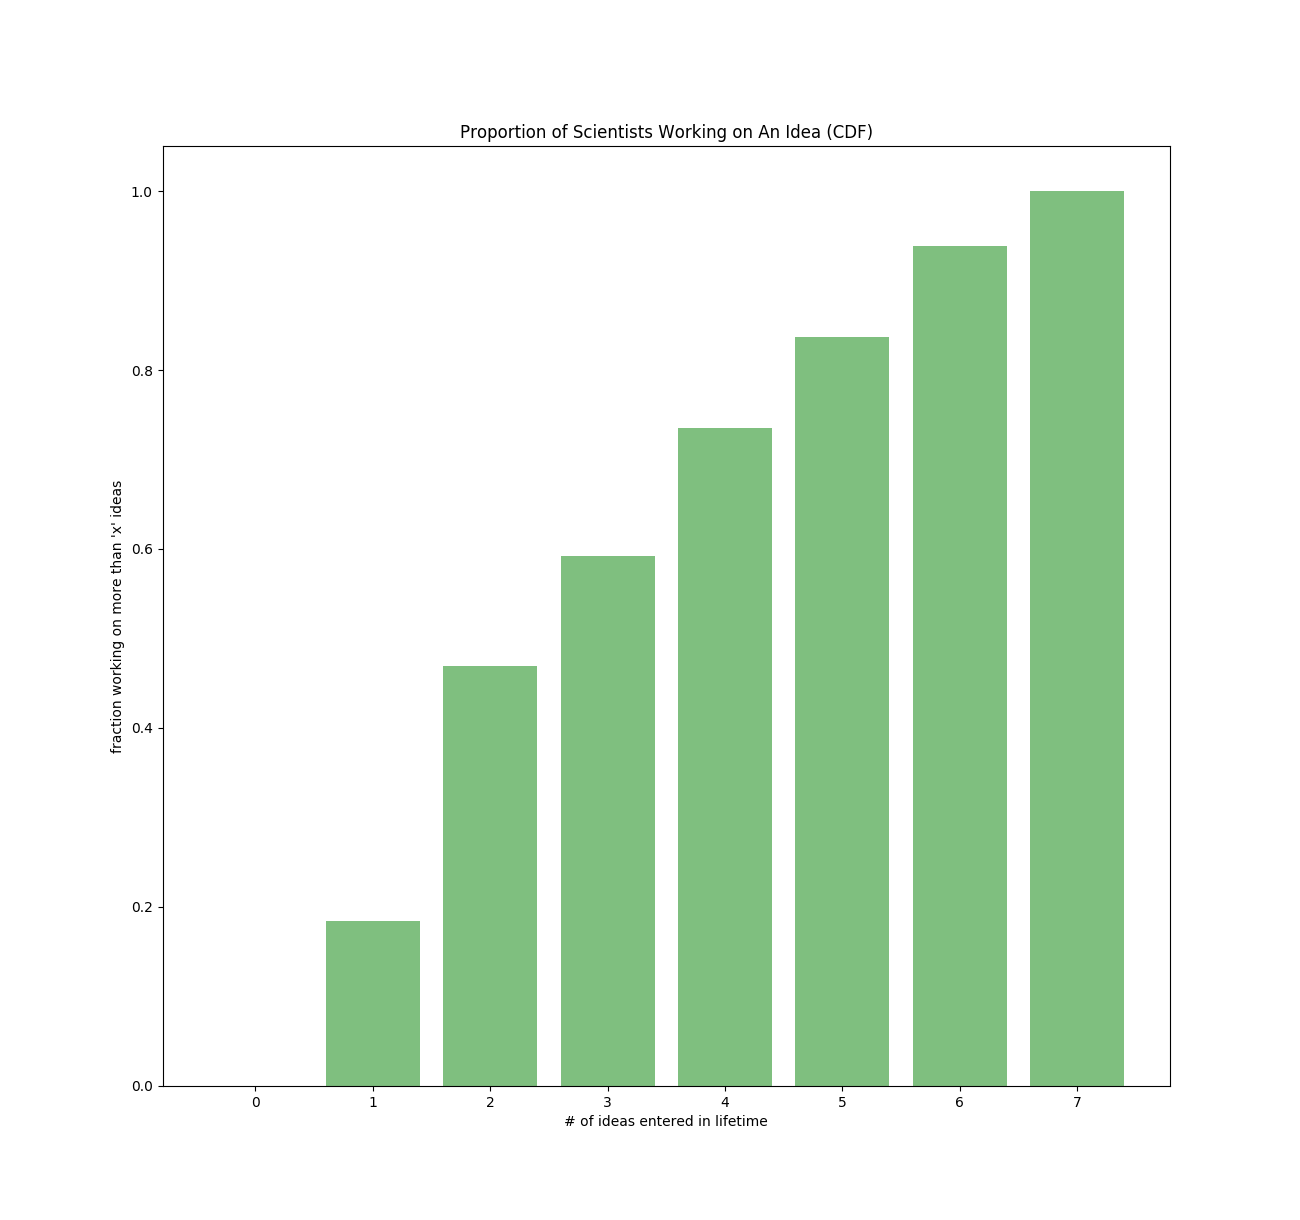 Proportion of Scientists Working on An Idea (CDF)
fraction working on more than 'x' ideas
1.0
0.8
0.6
0.4
0.2
0.0
0 1 2 3 4 5 6 7
# of ideas entered in lifetime